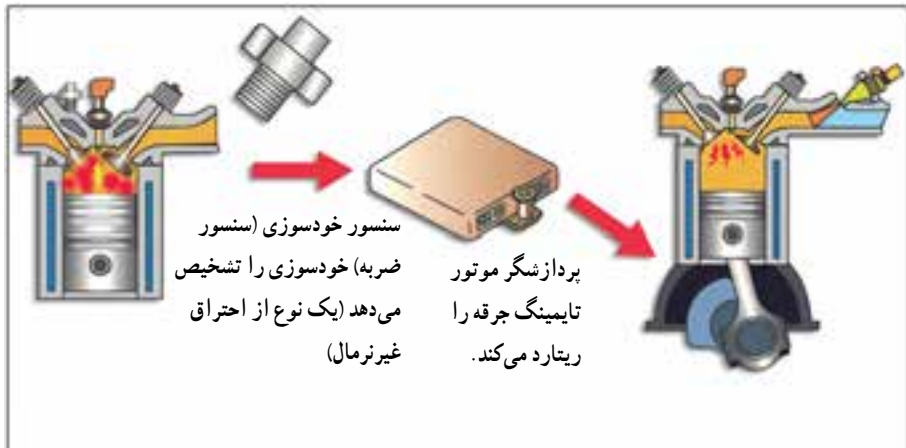 سنسور خودسوزی (سنسور
ضربه) خودسوزی را تشخیص
می‌دهد (یک نوع از احتراق
غیرنرمال)
پردازشگر موتور
تایمینگ جرقه را
ریتارد می‌کند.